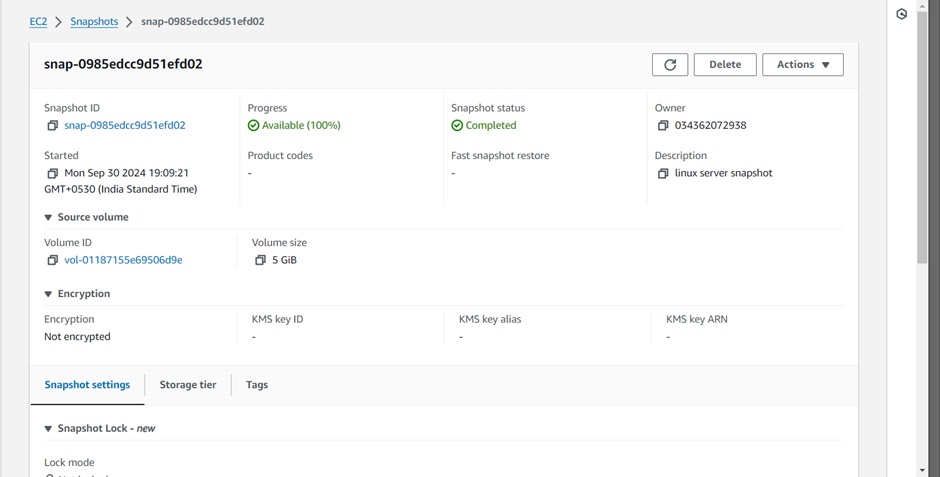 EC2 > Snapshots > snap-0985edcc9d51efd02
snap-0985edcc9d51efd02
Delete
Actions
Snapshot ID
snap-0985edcc9d51efd02
Progress
Available (100%)
Snapshot status
Completed
Owner
034362072938
Started
Mon Sep 30 2024 19:09:21
GMT+0530 (India Standard Time)
Product codes
-
Fast snapshot restore
-
Description
linux server snapshot
Source volume
Volume ID
vol-01187155e69506d9e
Volume size
5 GiB
Encryption
Encryption
Not encrypted
KMS key ID
-
KMS key alias
-
KMS key ARN
-
Snapshot settings
Storage tier
Tags
Snapshot Lock - new
Lock mode